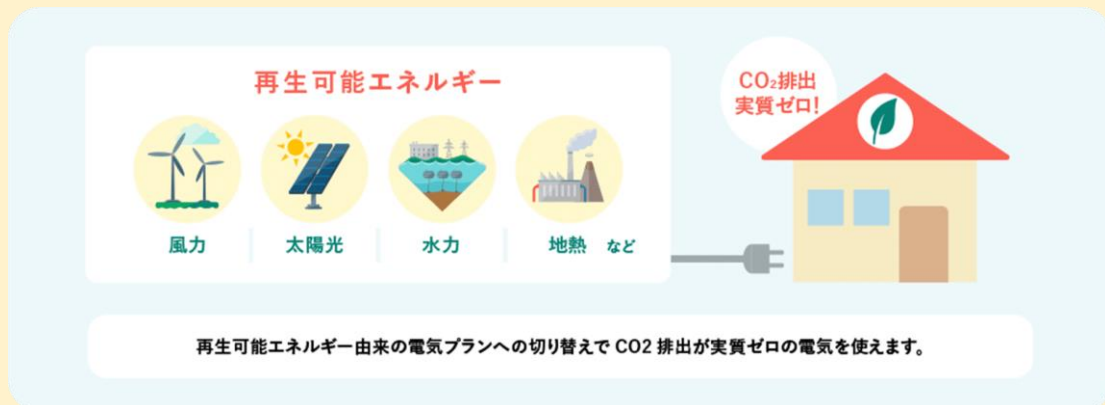 再生可能エネルギー
CO₂排出
実質ゼロ!
風力
太陽光
水力
地熱 など
再生可能エネルギー由来の電気プランへの切り替えで CO2 排出が実質ゼロの電気を使えます。